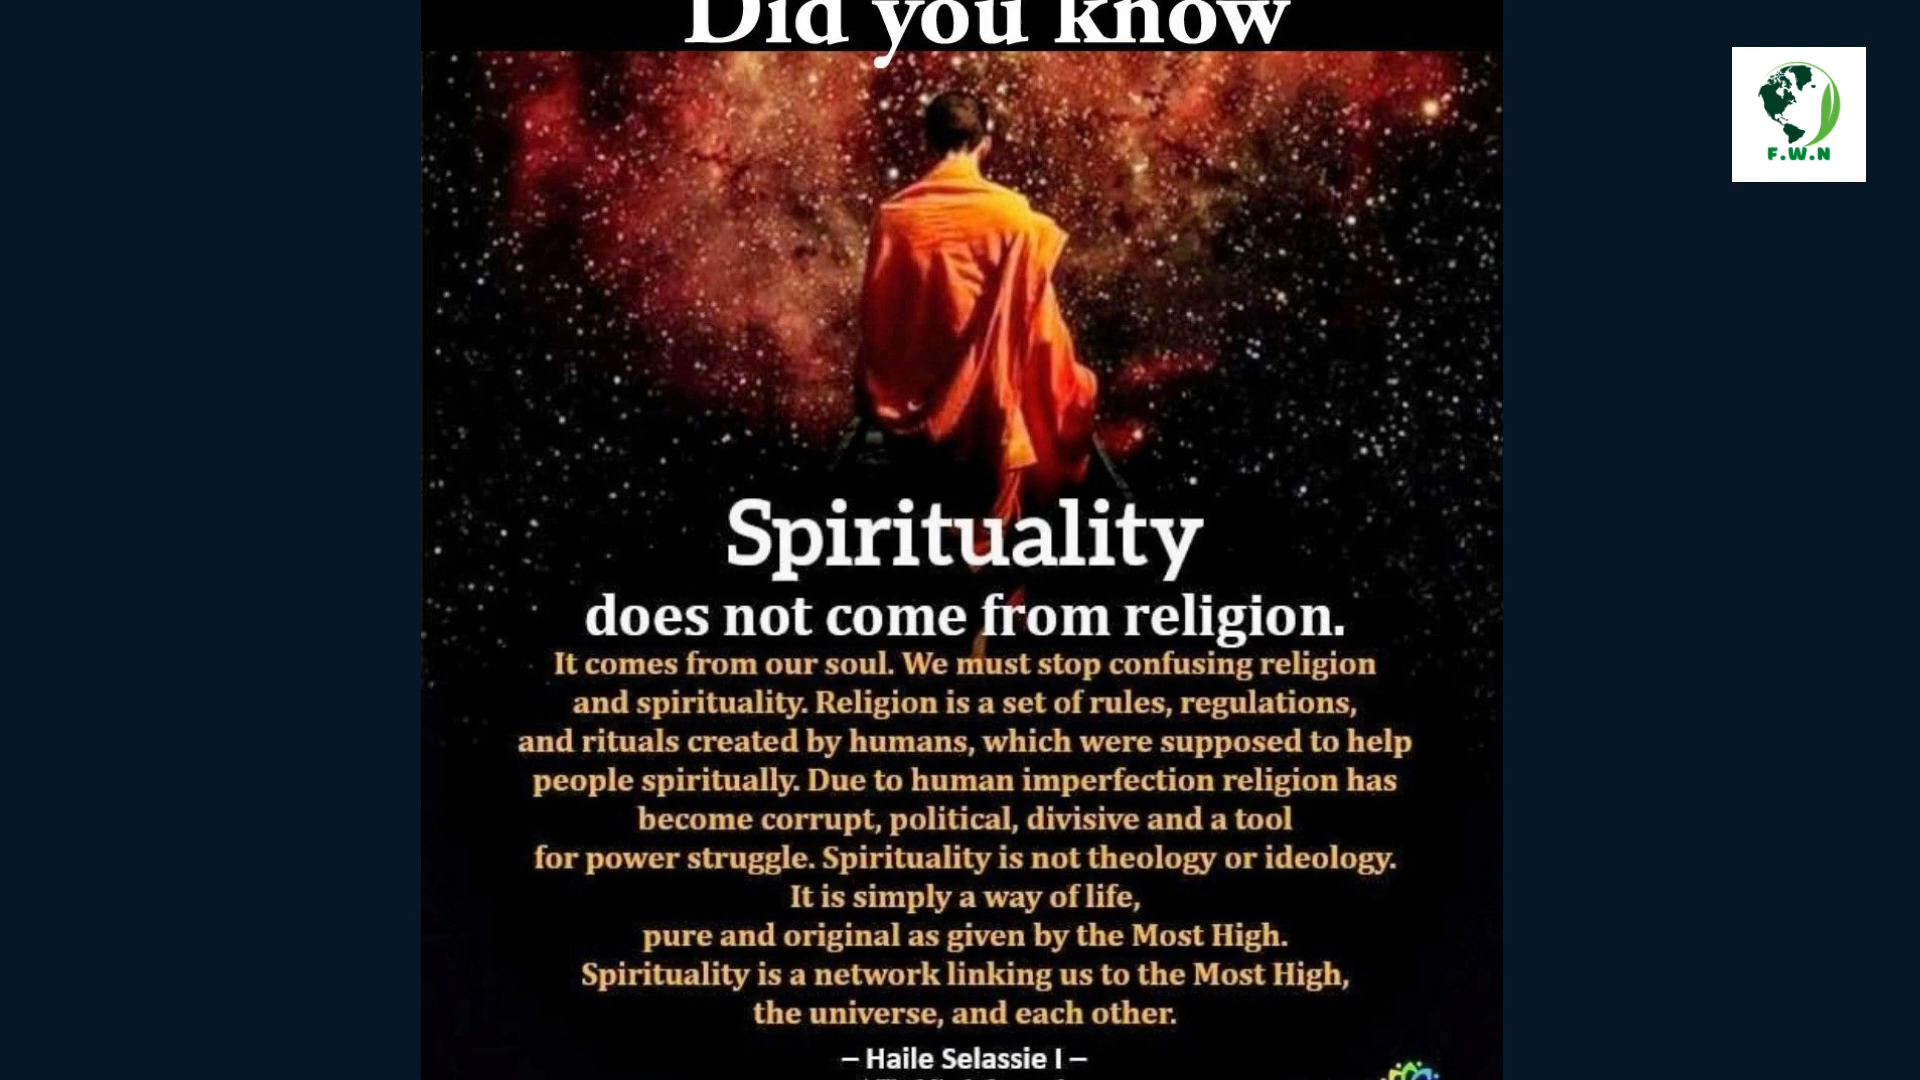 Did you know
F.W.N
Spirituality
does not come from religion.
It comes from our soul. We must stop confusing religion
and spirituality. Religion is a set of rules, regulations,
and rituals created by humans, which were supposed to help
people spiritually. Due to human imperfection religion has
become corrupt, political, divisive and a tool
for power struggle. Spirituality is not theology or ideology.
It is simply a way of life,
pure and original as given by the Most High.
Spirituality is a network linking us to the Most High,
the universe, and each other.
– Haile Selassie I –